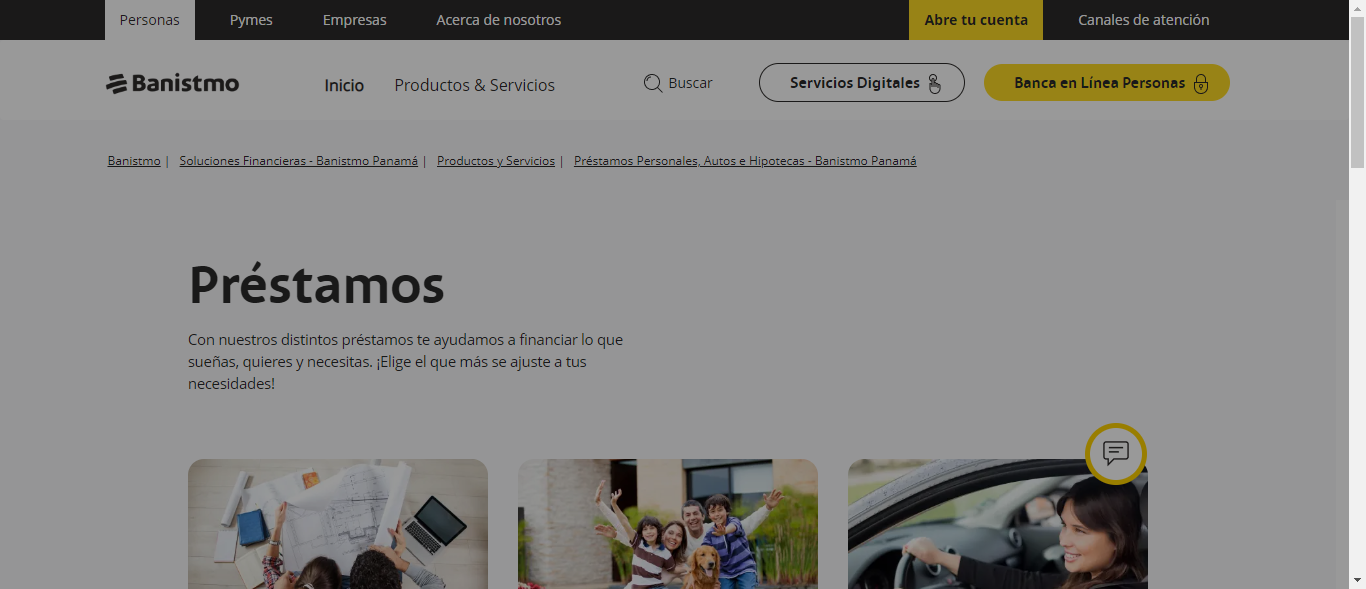 Personas Pymes Empresas Acerca de nosotros Abre tu cuenta Canales de atención
Banistmo Inicio Productos & Servicios Buscar Servicios Digitales Banca en Línea Personas
Banistmo | Soluciones Financieras - Banistmo Panamá | Productos y Servicios | Préstamos Personales, Autos e Hipotecas - Banistmo Panamá
Préstamos
Con nuestros distintos préstamos te ayudamos a financiar lo que
sueñas, quieres y necesitas. ¡Elige el que más se ajuste a tus
necesidades!